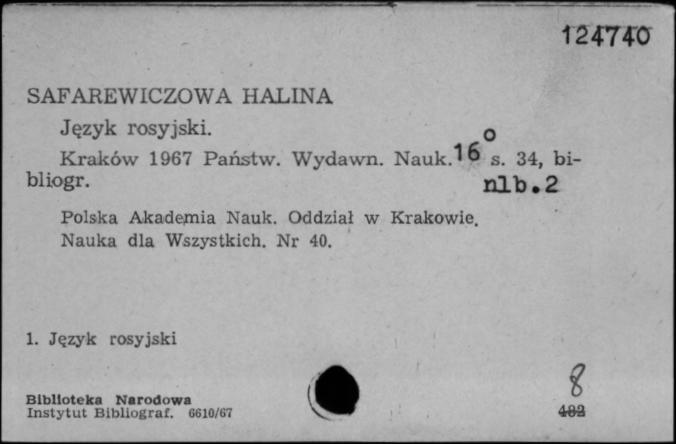 124740
SAFAREWICZOWA HALINA
Język rosyjski.
Kraków 1967 Państw. Wydawn. Nauk. 16° s. 34, bi-
bliogr. nlb.2
Polska Akademia Nauk. Oddział w Krakowie.
Nauka dla Wszystkich. Nr 40.
1. Język rosyjski
8
Biblioteka Narodowa
Instytut Bibliograf. 6610/67 482